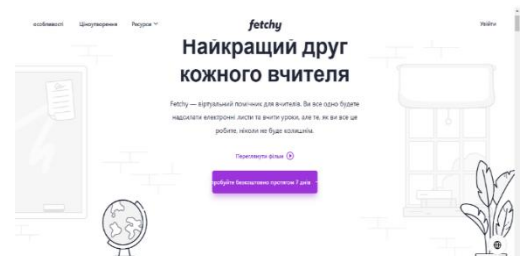 особливості
Ціноутворення
Ресурси
fetchy
Увійти
Найкращий друг
кожного вчителя
Fetchy — віртуальний помічник для вчителів. Ви все одно будете
надсилати електронні листи та вчити уроки, але те, як ви все це
робите, ніколи не буде колишнім.
Переглянути фільм
пробуйте безкоштовно протягом 7 днів